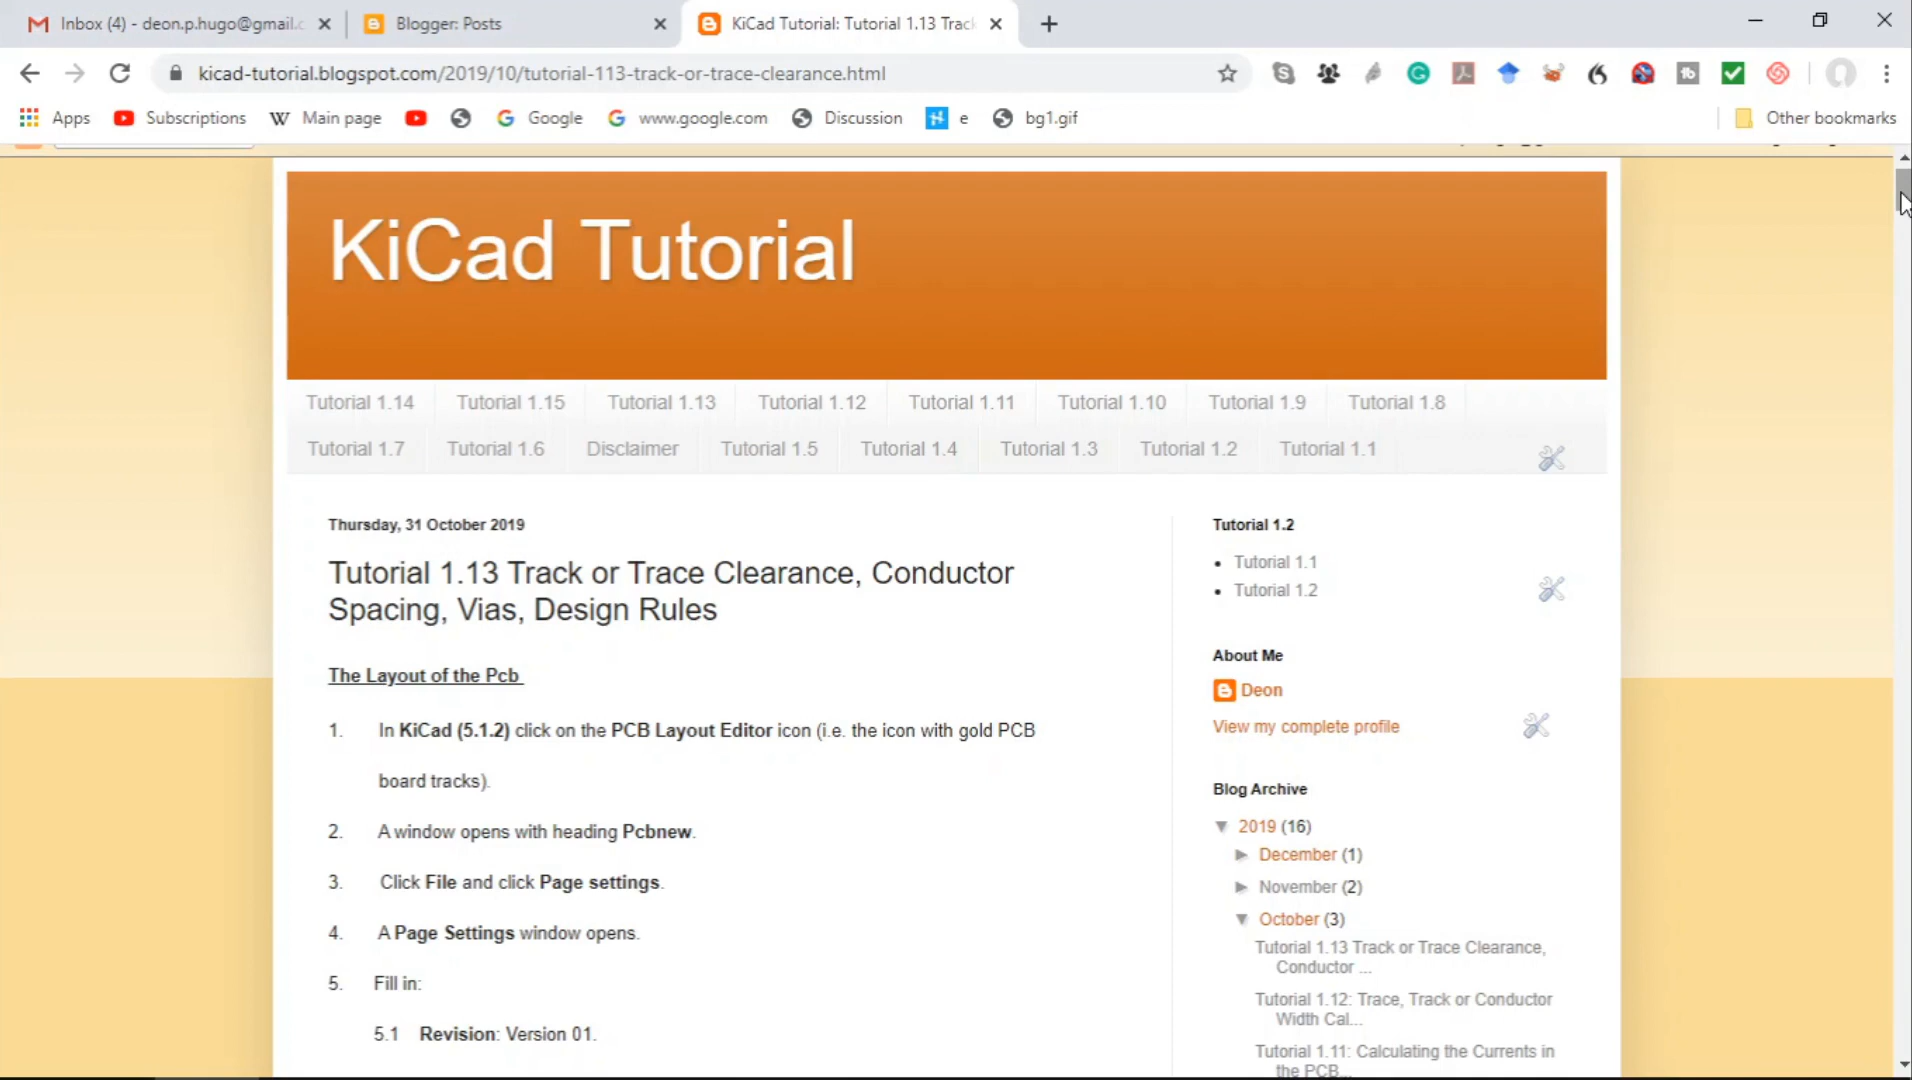 Inbox (4) - deon.p.hugo@gmail.c
Blogger: Posts
KiCad Tutorial: Tutorial 1.13 Track
kicad-tutorial.blogspot.com/2019/10/tutorial-113-track-or-trace-clearance.html
Apps
Subscriptions
Main page
Google
www.google.com
Discussion
e
bg1.gif
Other bookmarks
KiCad Tutorial
Tutorial 1.14
Tutorial 1.15
Tutorial 1.13
Tutorial 1.12
Tutorial 1.11
Tutorial 1.10
Tutorial 1.9
Tutorial 1.8
Tutorial 1.7
Tutorial 1.6
Disclaimer
Tutorial 1.5
Tutorial 1.4
Tutorial 1.3
Tutorial 1.2
Tutorial 1.1
Thursday, 31 October 2019
Tutorial 1.13 Track or Trace Clearance, Conductor
Spacing, Vias, Design Rules
The Layout of the Pcb
1. In KiCad (5.1.2) click on the PCB Layout Editor icon (i.e. the icon with gold PCB
board tracks).
2. A window opens with heading Pcbnew.
3. Click File and click Page settings.
4. A Page Settings window opens.
5. Fill in:
5.1 Revision: Version 01.
Tutorial 1.2
Tutorial 1.1
Tutorial 1.2
About Me
Deon
View my complete profile
Blog Archive
▼ 2019 (16)
► December (1)
► November (2)
▼ October (3)
Tutorial 1.13 Track or Trace Clearance,
Conductor ...
Tutorial 1.12: Trace, Track or Conductor
Width Cal...
Tutorial 1.11: Calculating the Currents in
the PCB...